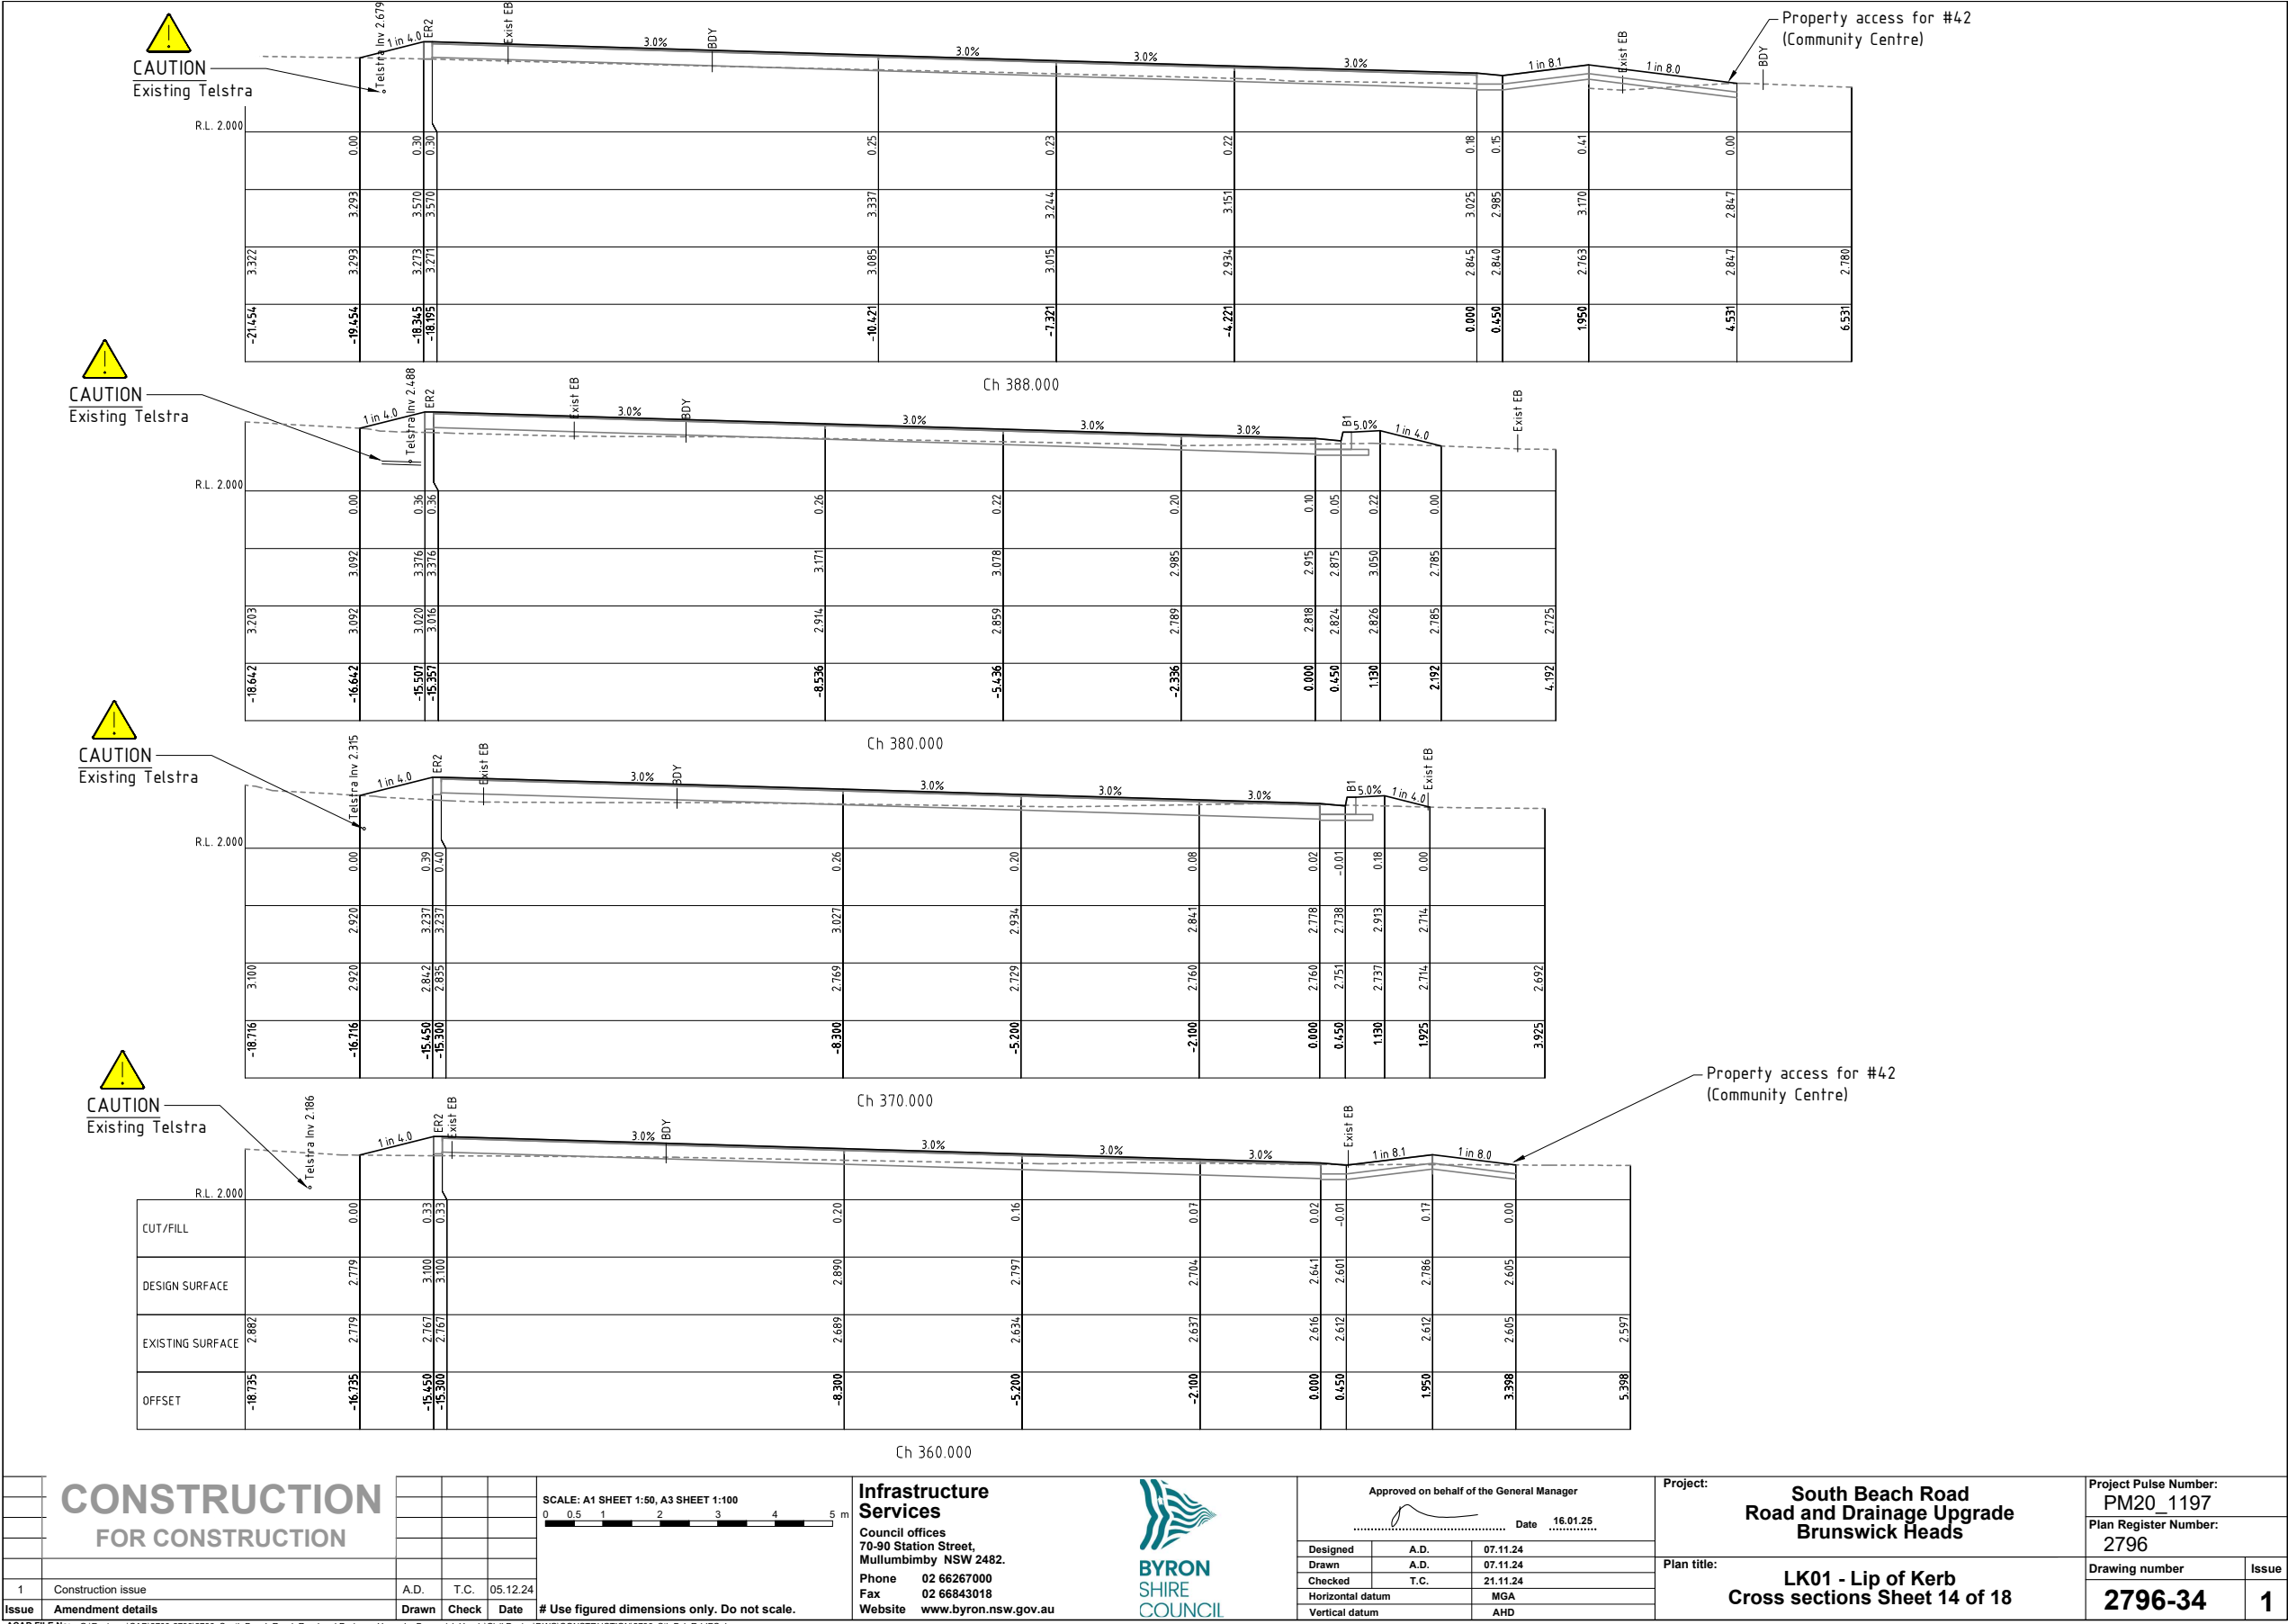 Telstra Inv 2.679
1 in 4.0
ER2
Exist EB
3.0%
BDY
3.0%
3.0%
3.0%
1 in 8.1
Exist EB
1 in 8.0
BDY
Property access for #42
(Community Centre)
CAUTION
Existing Telstra
R.L. 2.000
0.00 0.30 0.30 0.25 0.23 0.22 0.18 0.15 0.41 0.00
3.293 3.570 3.570 3.337 3.244 3.151 3.025 2.985 3.170 2.847
3.322 3.293 3.273 3.271 3.085 3.015 2.934 2.845 2.840 2.763 2.847 2.780
-21.454 -19.454 -18.345 -18.195 -10.421 -7.321 -4.221 0.000 0.450 1.950 4.531 6.531
Ch 388.000
CAUTION
Existing Telstra
1 in 4.0
Telstra Inv 2.488
ER2
Exist EB
3.0%
BDY
3.0%
3.0%
3.0%
B1
5.0%
1 in 4.0
Exist EB
R.L. 2.000
0.00 0.36 0.36 0.26 0.22 0.20 0.10 0.05 0.22 0.00
3.092 3.376 3.376 3.171 3.078 2.985 2.915 2.875 3.050 2.785
3.203 3.092 3.020 3.016 2.914 2.859 2.789 2.818 2.824 2.826 2.785 2.725
-18.642 -16.642 -15.507 -15.357 -8.536 -5.436 -2.336 0.000 0.450 1.130 2.192 4.192
Ch 380.000
CAUTION
Existing Telstra
Telstra Inv 2.315
1 in 4.0
ER2
Exist EB
3.0%
BDY
3.0%
3.0%
3.0%
B1
5.0%
1 in 4.0
Exist EB
R.L. 2.000
0.00 0.39 0.40 0.26 0.20 0.08 0.02 -0.01 0.18 0.00
2.920 3.237 3.237 3.027 2.934 2.841 2.778 2.738 2.913 2.714
3.100 2.920 2.842 2.835 2.769 2.729 2.760 2.760 2.751 2.737 2.714 2.692
-18.716 -16.716 -15.450 -15.300 -8.300 -5.200 -2.100 0.000 0.450 1.130 1.925 3.925
Ch 370.000
CAUTION
Existing Telstra
Telstra Inv 2.186
1 in 4.0
ER2
Exist EB
3.0%
BDY
3.0%
3.0%
3.0%
Exist EB
1 in 8.1
1 in 8.0
Property access for #42
(Community Centre)
R.L. 2.000
CUT/FILL 0.00 0.33 0.33 0.20 0.16 0.07 0.02 -0.01 0.17 0.00
DESIGN SURFACE 2.779 3.100 3.100 2.890 2.797 2.704 2.641 2.601 2.786 2.605
EXISTING SURFACE 2.882 2.779 2.767 2.767 2.689 2.634 2.637 2.616 2.612 2.612 2.605 2.597
OFFSET -18.735 -16.735 -15.450 -15.300 -8.300 -5.200 -2.100 0.000 0.450 1.950 3.398 5.398
Ch 360.000
CONSTRUCTION
FOR CONSTRUCTION
1 Construction issue A.D. T.C. 05.12.24
Issue Amendment details Drawn Check Date
SCALE: A1 SHEET 1:50, A3 SHEET 1:100
0 0.5 1 2 3 4 5 m
# Use figured dimensions only. Do not scale.
Infrastructure
Services
Council offices
70-90 Station Street,
Mullumbimby NSW 2482.
Phone 02 66267000
Fax 02 66843018
Website www.byron.nsw.gov.au
BYRON
SHIRE
COUNCIL
Approved on behalf of the General Manager
Date 16.01.25
Designed A.D. 07.11.24
Drawn A.D. 07.11.24
Checked T.C. 21.11.24
Horizontal datum MGA
Vertical datum AHD
Project:
South Beach Road
Road and Drainage Upgrade
Brunswick Heads
Plan title:
LK01 - Lip of Kerb
Cross sections Sheet 14 of 18
Project Pulse Number:
PM20_1197
Plan Register Number:
2796
Drawing number Issue
2796-34 1